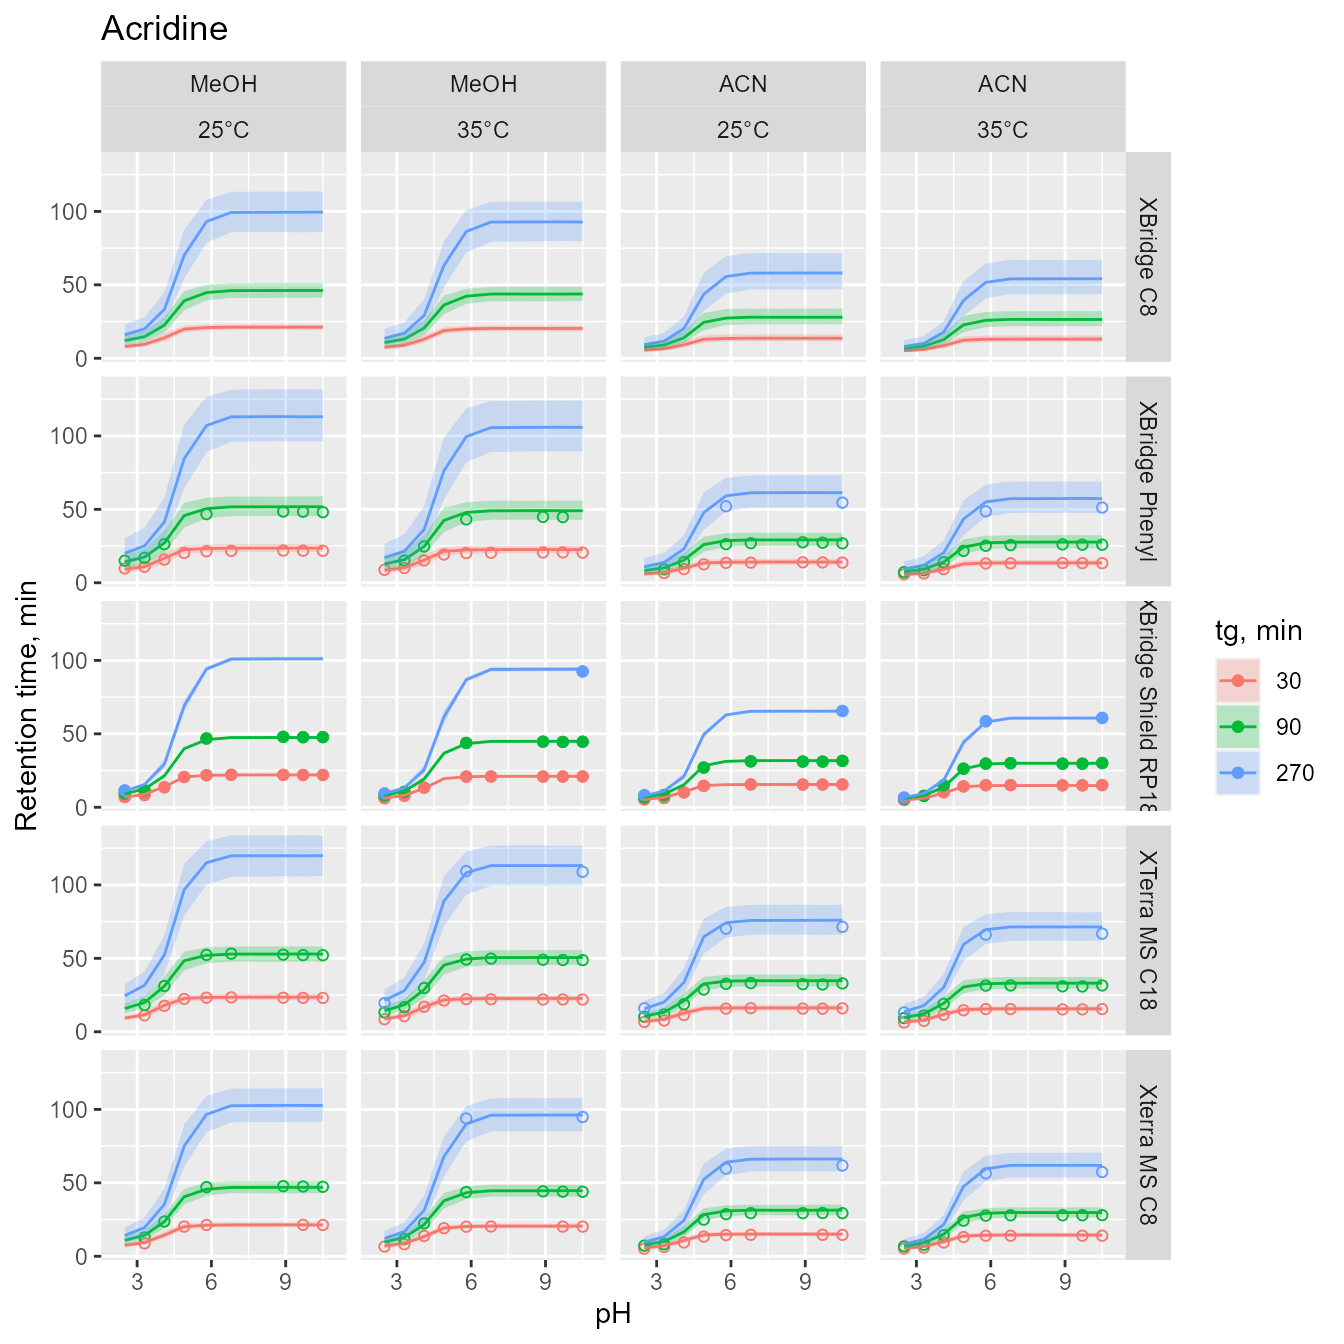 Acridine
MeOH
MeOH
ACN
ACN
25°C
35°C
25°C
35°C
100
50
0
XBridge C8
100
50
0
XBridge Phenyl
100
50
0
XBridge Shield RP18
100
50
0
XTerra MS C18
100
50
0
Xterra MS C8
3
6
9
3
6
9
3
6
9
3
6
9
pH
Retention time, min
tg, min
30
90
270